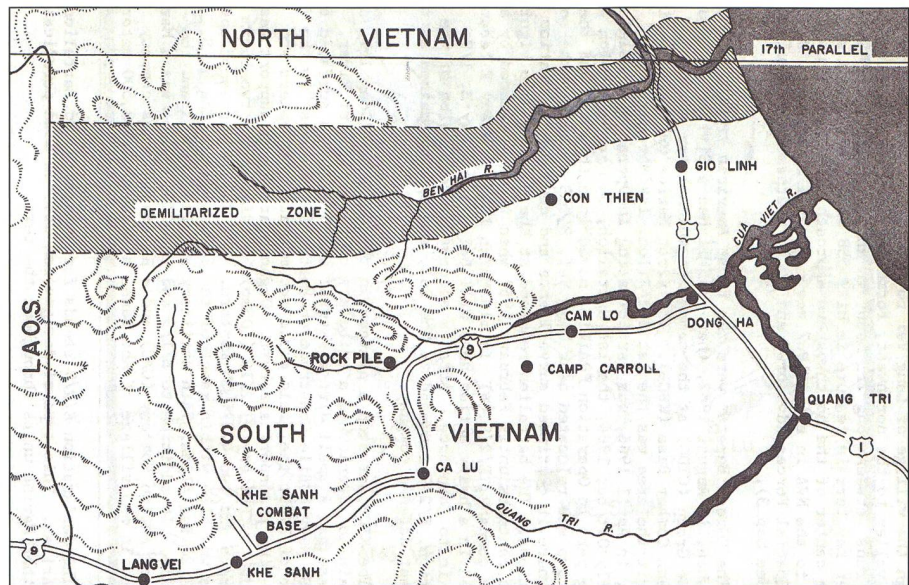 NORTH VIETNAM
17th PARALLEL
BEN HAI R.
GIO LINH
CON THIEN
DEMILITARIZED ZONE
1
CUA VIET R.
LAOS
CAM LO
DONG HA
9
ROCK PILE
CAMP CARROLL
QUANG TRI
SOUTH VIETNAM
1
CA LU
KHE SANH
COMBAT
BASE
QUANG TRI R.
9
LANG VEI
KHE SANH